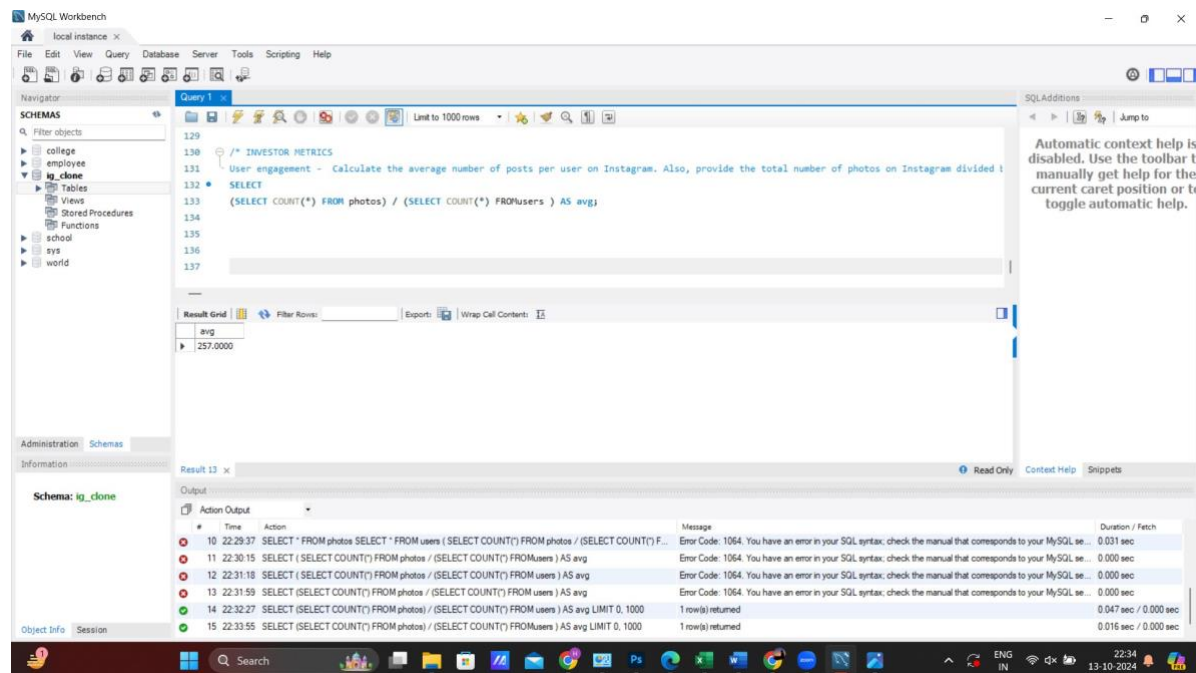 MySQL Workbench
local instance
File Edit View Query Database Server Tools Scripting Help
Navigator
SCHEMAS
Filter objects
college
employee
ig_clone
Tables
Views
Stored Procedures
Functions
school
sys
world
Administration Schemas
Information
Schema: ig_clone
Object Info Session
Query 1
Limit to 1000 rows
129
130 /* INVESTOR METRICS
131 User engagement - Calculate the average number of posts per user on Instagram. Also, provide the total number of photos on Instagram divided b
132 SELECT
133 (SELECT COUNT(*) FROM photos) / (SELECT COUNT(*) FROMusers ) AS avg;
134
135
136
137
Result Grid Filter Rows: Export: Wrap Cell Content:
avg
257.0000
Result 13 Read Only
Output
Action Output
# Time Action Message Duration / Fetch
10 22:29:37 SELECT * FROM photos SELECT * FROM users ( SELECT COUNT(*) FROM photos / (SELECT COUNT(*) F... Error Code: 1064. You have an error in your SQL syntax; check the manual that corresponds to your MySQL se... 0.031 sec
11 22:30:15 SELECT ( SELECT COUNT(*) FROM photos / (SELECT COUNT(*) FROMusers ) AS avg Error Code: 1064. You have an error in your SQL syntax; check the manual that corresponds to your MySQL se... 0.000 sec
12 22:31:18 SELECT ( SELECT COUNT(*) FROM photos / (SELECT COUNT(*) FROM users ) AS avg Error Code: 1064. You have an error in your SQL syntax; check the manual that corresponds to your MySQL se... 0.000 sec
13 22:31:59 SELECT (SELECT COUNT(*) FROM photos / (SELECT COUNT(*) FROM users ) AS avg Error Code: 1064. You have an error in your SQL syntax; check the manual that corresponds to your MySQL se... 0.000 sec
14 22:32:27 SELECT (SELECT COUNT(*) FROM photos) / (SELECT COUNT(*) FROM users ) AS avg LIMIT 0, 1000 1 row(s) returned 0.047 sec / 0.000 sec
15 22:33:55 SELECT (SELECT COUNT(*) FROM photos) / (SELECT COUNT(*) FROMusers ) AS avg LIMIT 0, 1000 1 row(s) returned 0.016 sec / 0.000 sec
SQLAdditions
Jump to
Automatic context help is
disabled. Use the toolbar t
manually get help for the
current caret position or to
toggle automatic help.
Context Help Snippets
Search
Ps
ENG
IN
22:34
13-10-2024